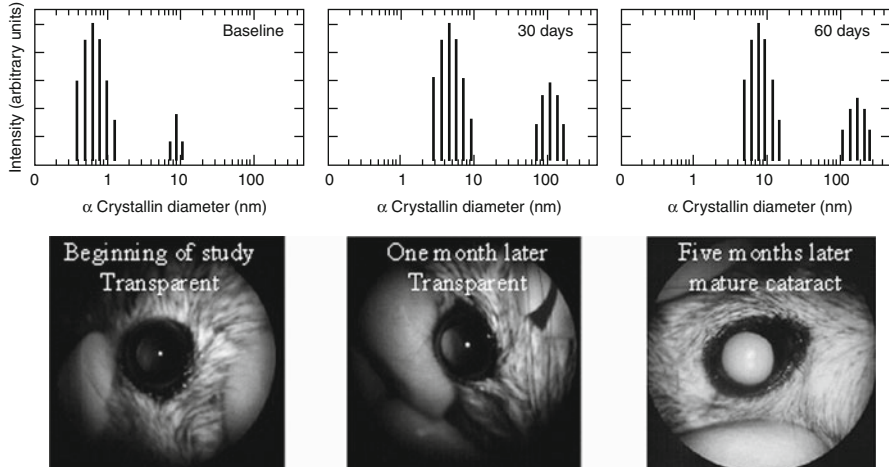 Intensity (arbitrary units)
Baseline
0 1 10 100
α Crystallin diameter (nm)
30 days
0 1 10 100
α Crystallin diameter (nm)
60 days
0 1 10 100
α Crystallin diameter (nm)
Beginning of study
Transparent
One month later
Transparent
Five months later
mature cataract